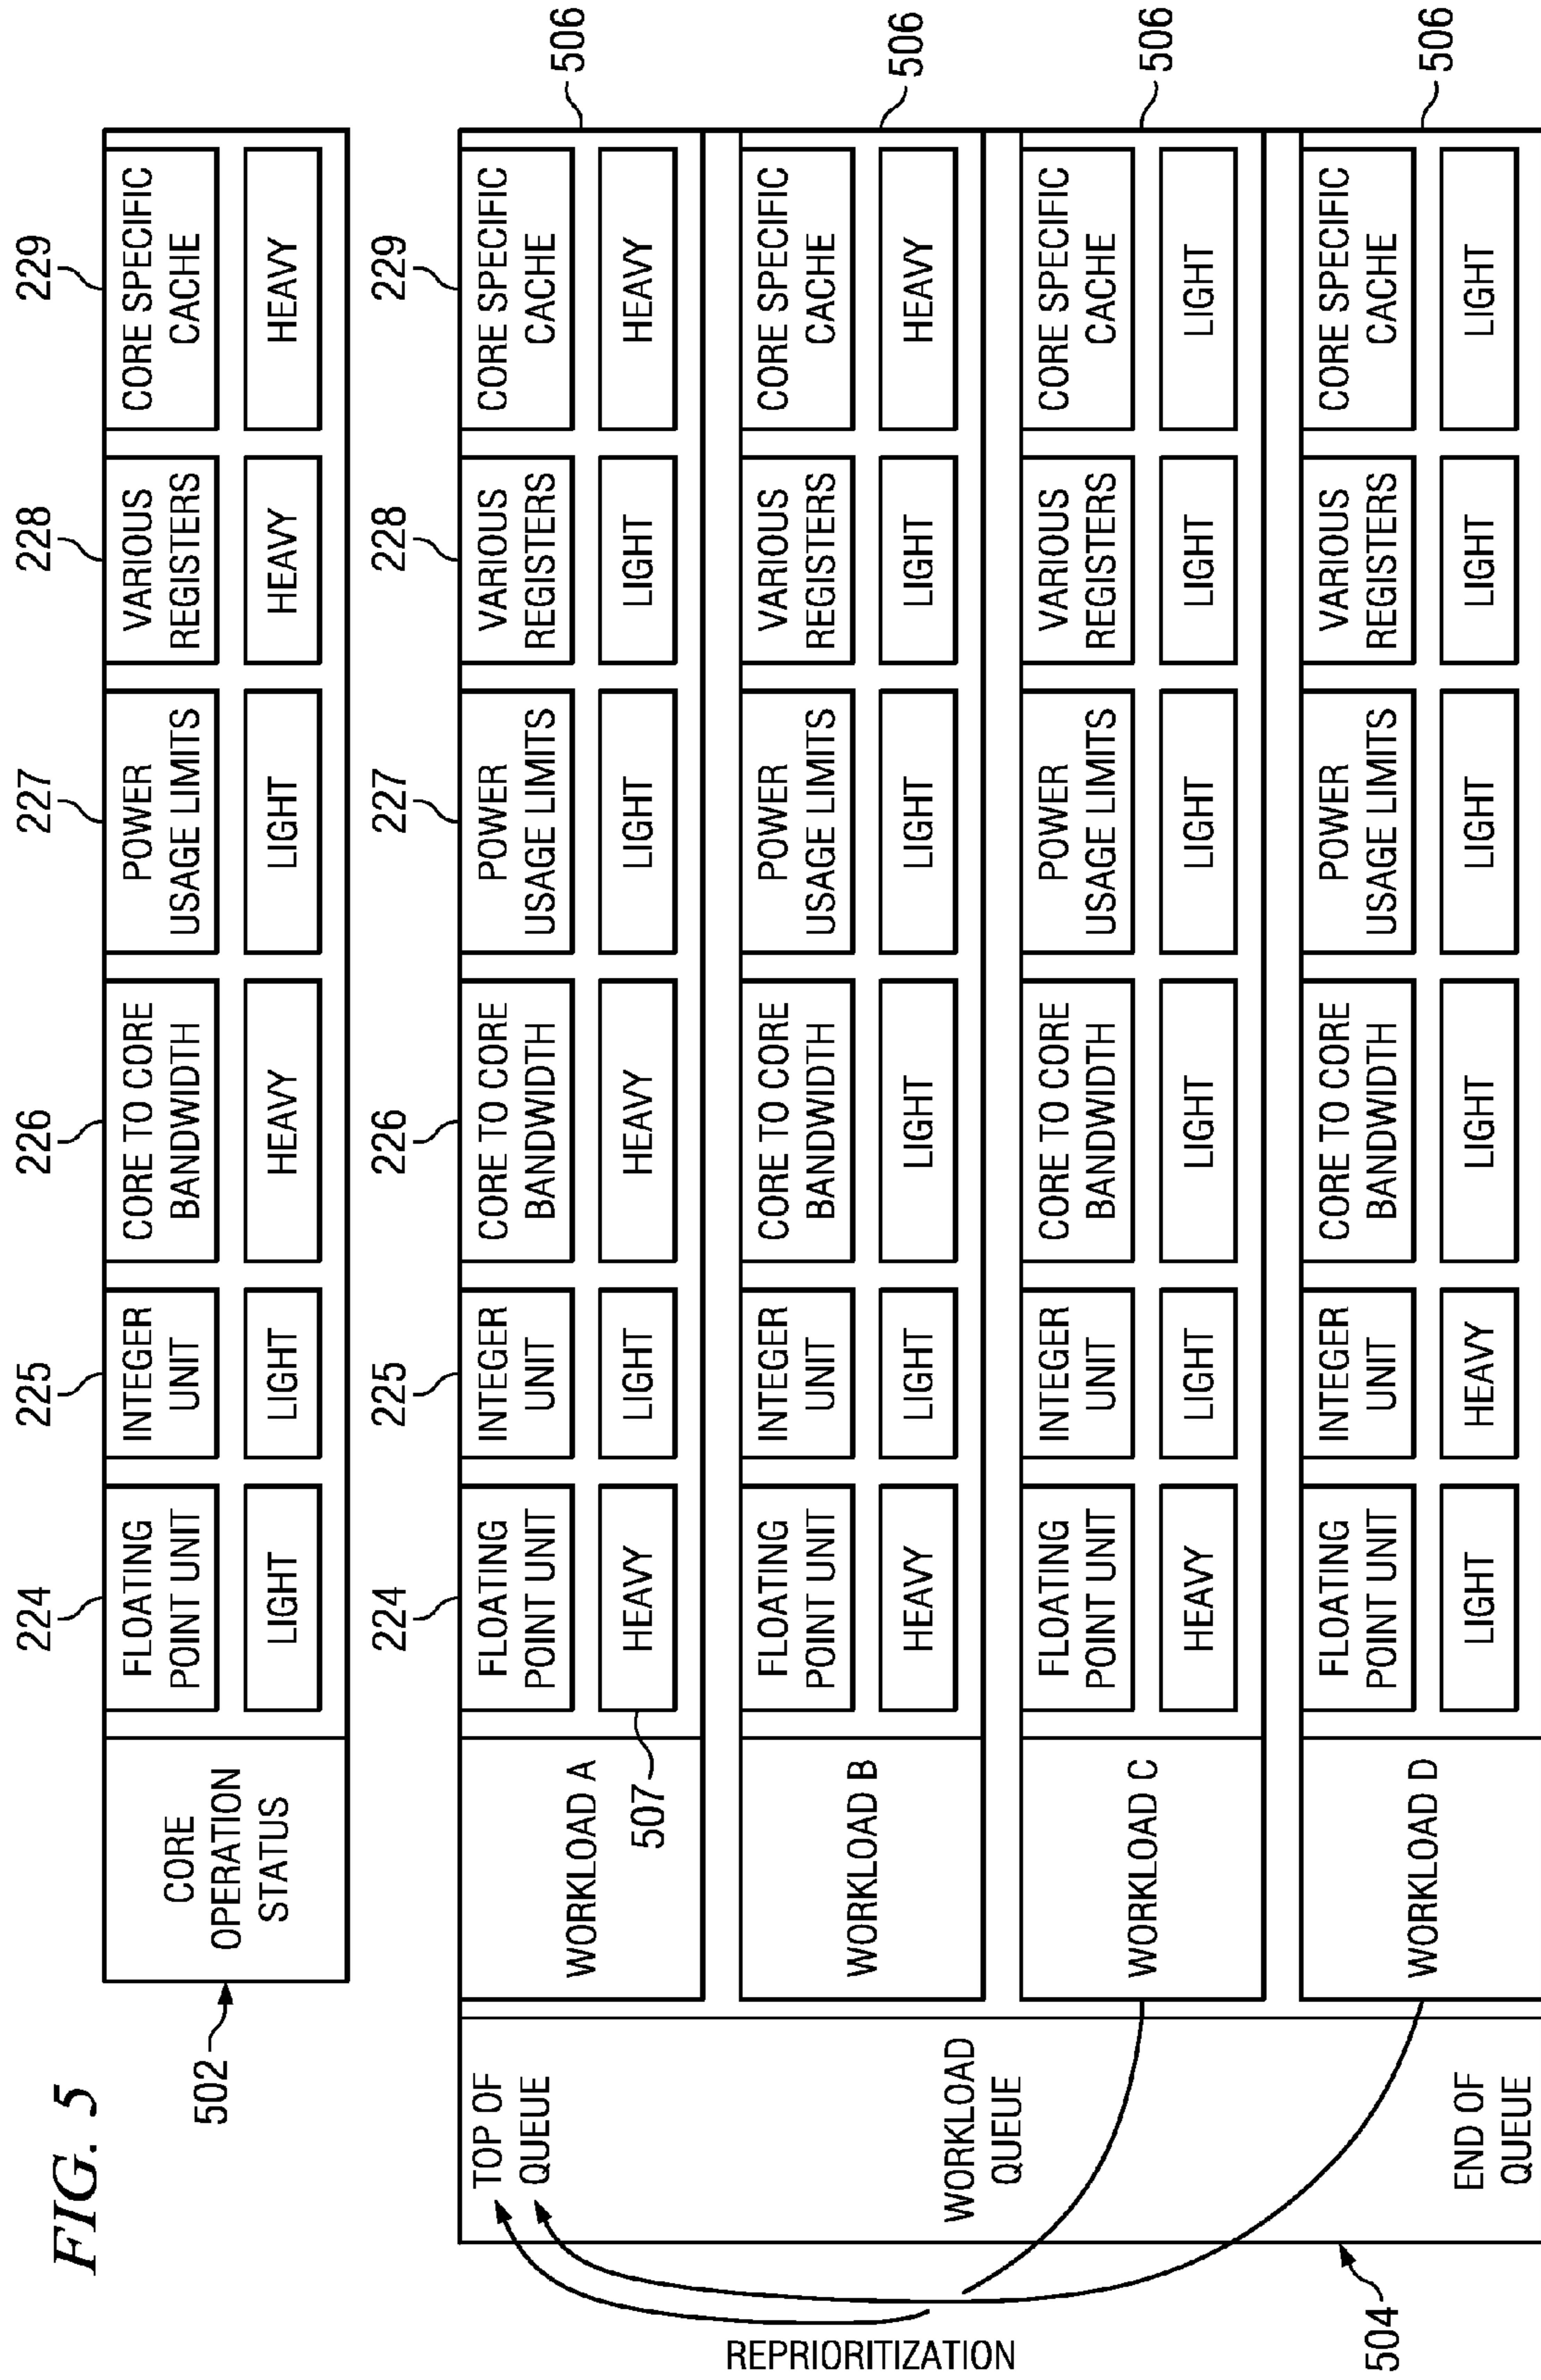 FIG. 5
224
225
226
227
228
229
502
CORE
OPERATION
STATUS
FLOATING
POINT UNIT
INTEGER
UNIT
CORE TO CORE
BANDWIDTH
POWER
USAGE LIMITS
VARIOUS
REGISTERS
CORE SPECIFIC
CACHE
LIGHT
LIGHT
HEAVY
LIGHT
HEAVY
HEAVY
224
225
226
227
228
229
TOP OF
QUEUE
WORKLOAD A
FLOATING
POINT UNIT
INTEGER
UNIT
CORE TO CORE
BANDWIDTH
POWER
USAGE LIMITS
VARIOUS
REGISTERS
CORE SPECIFIC
CACHE
506
507
HEAVY
LIGHT
HEAVY
LIGHT
LIGHT
HEAVY
REPRIORITIZATION
WORKLOAD B
FLOATING
POINT UNIT
INTEGER
UNIT
CORE TO CORE
BANDWIDTH
POWER
USAGE LIMITS
VARIOUS
REGISTERS
CORE SPECIFIC
CACHE
506
HEAVY
LIGHT
LIGHT
LIGHT
LIGHT
HEAVY
WORKLOAD
QUEUE
WORKLOAD C
FLOATING
POINT UNIT
INTEGER
UNIT
CORE TO CORE
BANDWIDTH
POWER
USAGE LIMITS
VARIOUS
REGISTERS
CORE SPECIFIC
CACHE
506
HEAVY
LIGHT
LIGHT
LIGHT
LIGHT
LIGHT
504
END OF
QUEUE
WORKLOAD D
FLOATING
POINT UNIT
INTEGER
UNIT
CORE TO CORE
BANDWIDTH
POWER
USAGE LIMITS
VARIOUS
REGISTERS
CORE SPECIFIC
CACHE
506
LIGHT
HEAVY
LIGHT
LIGHT
LIGHT
LIGHT